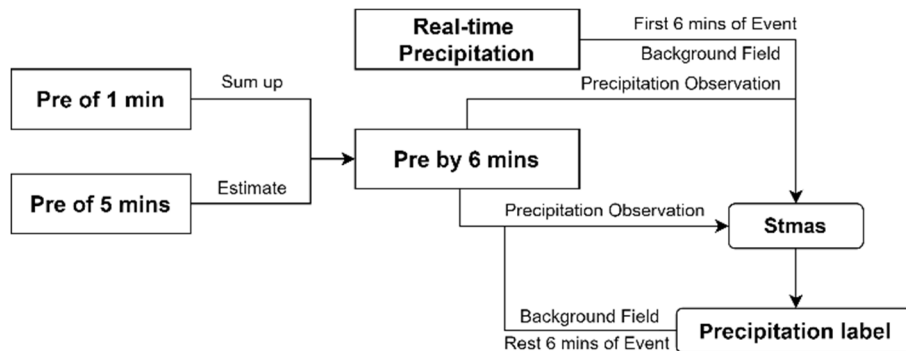 Real-time
Precipitation
First 6 mins of Event
Background Field
Precipitation Observation
Pre of 1 min
Sum up
Pre by 6 mins
Pre of 5 mins
Estimate
Precipitation Observation
Stmas
Background Field
Rest 6 mins of Event
Precipitation label